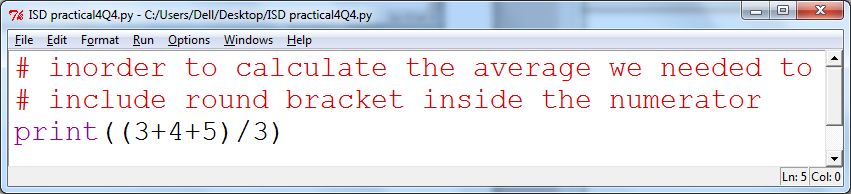 ISD practical4Q4.py - C:/Users/Dell/Desktop/ISD practical4Q4.py
File Edit Format Run Options Windows Help
# inorder to calculate the average we needed to
# include round bracket inside the numerator
print((3+4+5)/3)
Ln: 5 Col: 0